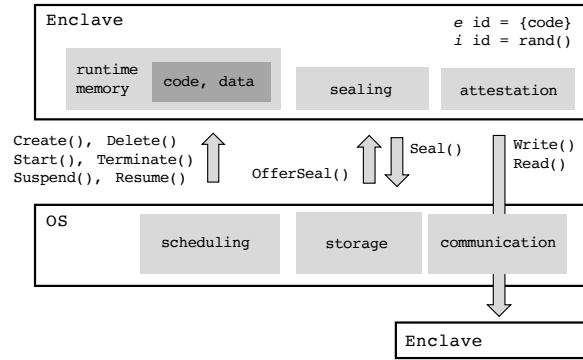 Enclave
e id = {code}
i id = rand()
runtime
memory
code, data
sealing
attestation
Create(), Delete()
Start(), Terminate()
Suspend(), Resume()
OfferSeal()
Seal()
Write()
Read()
OS
scheduling
storage
communication
Enclave